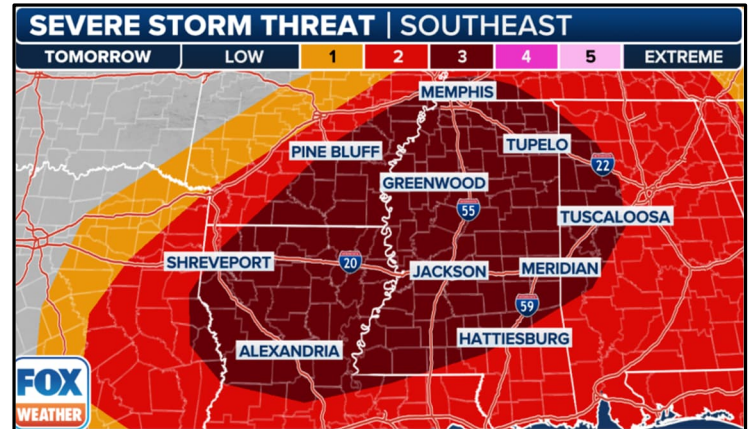 SEVERE STORM THREAT | SOUTHEAST
TOMORROW LOW 1 2 3 4 5 EXTREME
MEMPHIS
PINE BLUFF
TUPELO
22
GREENWOOD
55
TUSCALOOSA
SHREVEPORT
20
JACKSON
MERIDIAN
59
HATTIESBURG
ALEXANDRIA
FOX
WEATHER